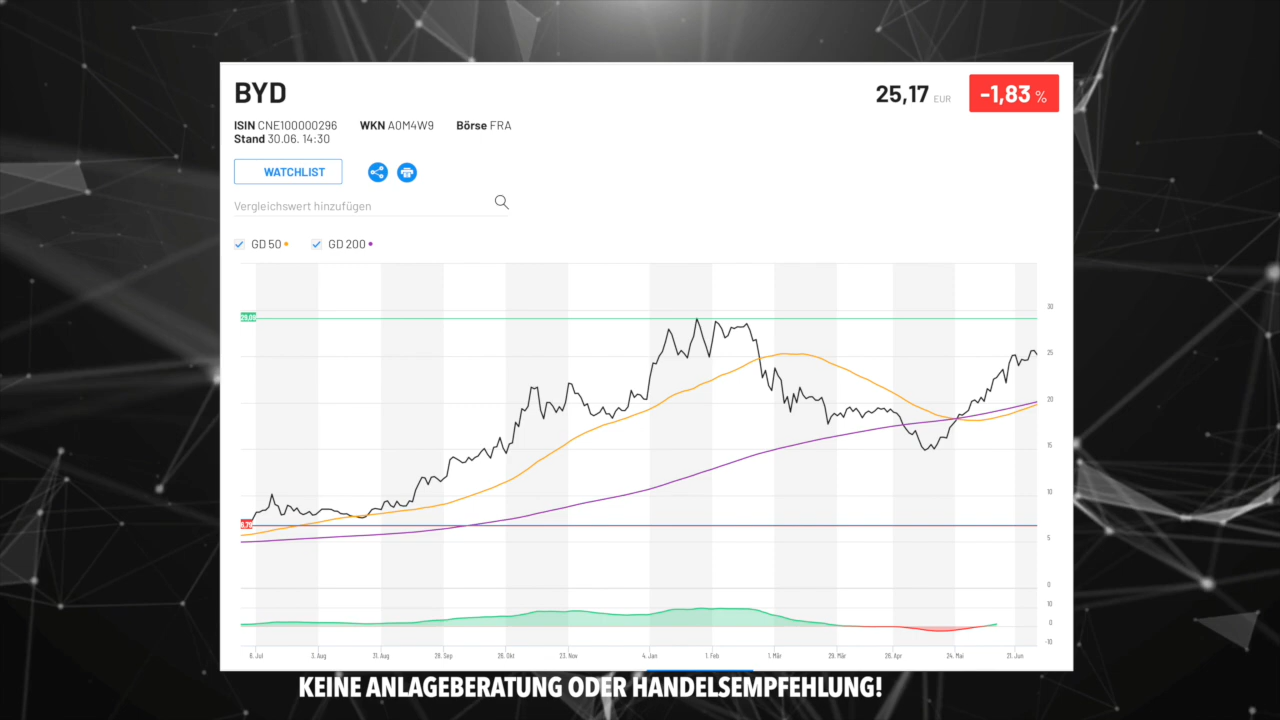 BYD
25,17 EUR
-1,83 %
ISIN CNE100000296 WKN A0M4W9 Börse FRA
Stand 30.06. 14:30
WATCHLIST
Vergleichswert hinzufügen
GD 50 GD 200
30
25
20
15
10
5
0
10
0
-10
6. Jul 3. Aug 31. Aug 28. Sep 26. Okt 23. Nov 4. Jan 1. Feb 1. Mär 29. Mär 26. Apr 24. Mai 21. Jun
KEINE ANLAGEBERATUNG ODER HANDELSEMPFEHLUNG!